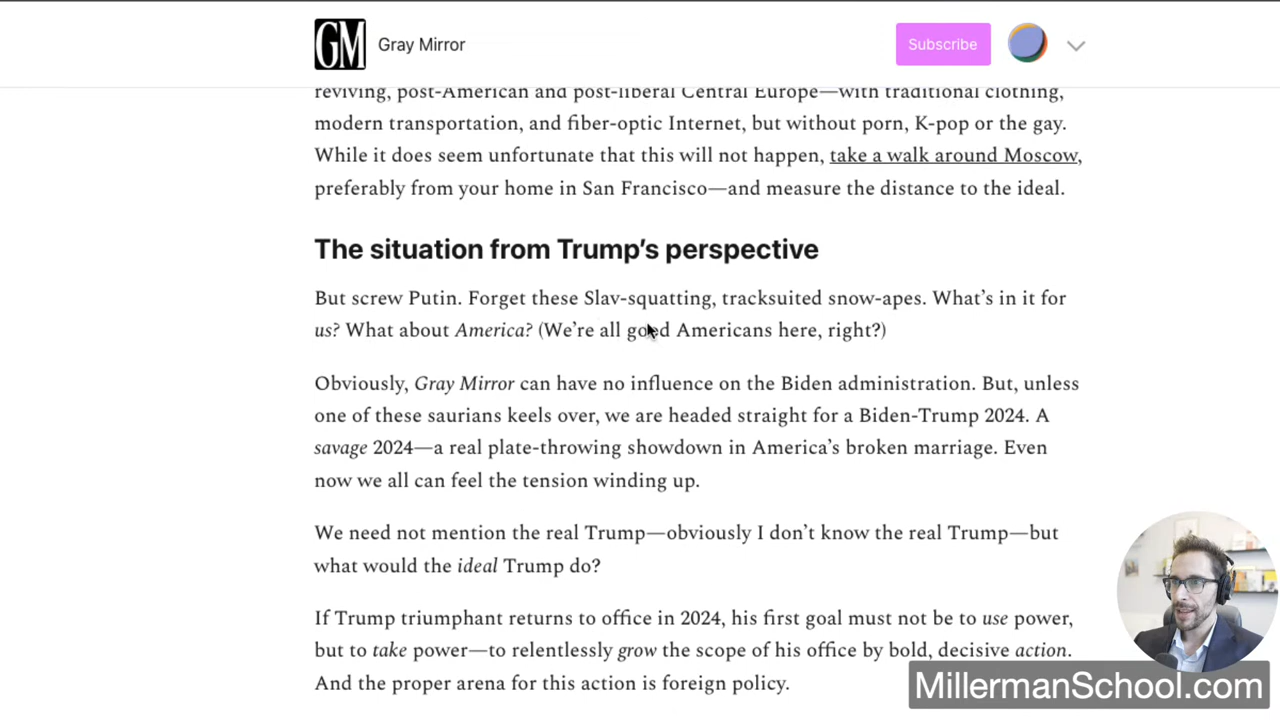 GM
Gray Mirror
Subscribe
reviving, post-American and post-liberal Central Europe—with traditional clothing,
modern transportation, and fiber-optic Internet, but without porn, K-pop or the gay.
While it does seem unfortunate that this will not happen, take a walk around Moscow,
preferably from your home in San Francisco—and measure the distance to the ideal.
The situation from Trump’s perspective
But screw Putin. Forget these Slav-squatting, tracksuited snow-apes. What’s in it for
us? What about America? (We’re all good Americans here, right?)
Obviously, Gray Mirror can have no influence on the Biden administration. But, unless
one of these saurians keels over, we are headed straight for a Biden-Trump 2024. A
savage 2024—a real plate-throwing showdown in America’s broken marriage. Even
now we all can feel the tension winding up.
We need not mention the real Trump—obviously I don’t know the real Trump—but
what would the ideal Trump do?
If Trump triumphant returns to office in 2024, his first goal must not be to use power,
but to take power—to relentlessly grow the scope of his office by bold, decisive action.
And the proper arena for this action is foreign policy.
MillermanSchool.com